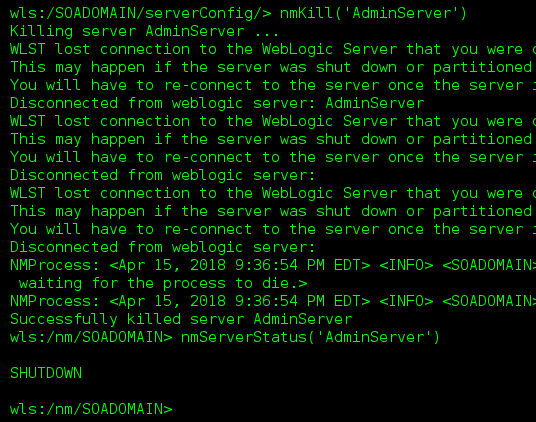 wls:/SOADOMAIN/serverConfig/> nmKill('AdminServer')
Killing server AdminServer ...
WLST lost connection to the WebLogic Server that you were
This may happen if the server was shut down or partitioned
You will have to re-connect to the server once the server
Disconnected from weblogic server: AdminServer
WLST lost connection to the WebLogic Server that you were
This may happen if the server was shut down or partitioned
You will have to re-connect to the server once the server
Disconnected from weblogic server:
WLST lost connection to the WebLogic Server that you were
This may happen if the server was shut down or partitioned
You will have to re-connect to the server once the server
Disconnected from weblogic server:
NMProcess: <Apr 15, 2018 9:36:54 PM EDT> <INFO> <SOADOMAIN>
waiting for the process to die.>
NMProcess: <Apr 15, 2018 9:36:54 PM EDT> <INFO> <SOADOMAIN>
Successfully killed server AdminServer
wls:/nm/SOADOMAIN> nmServerStatus('AdminServer')
SHUTDOWN
wls:/nm/SOADOMAIN>